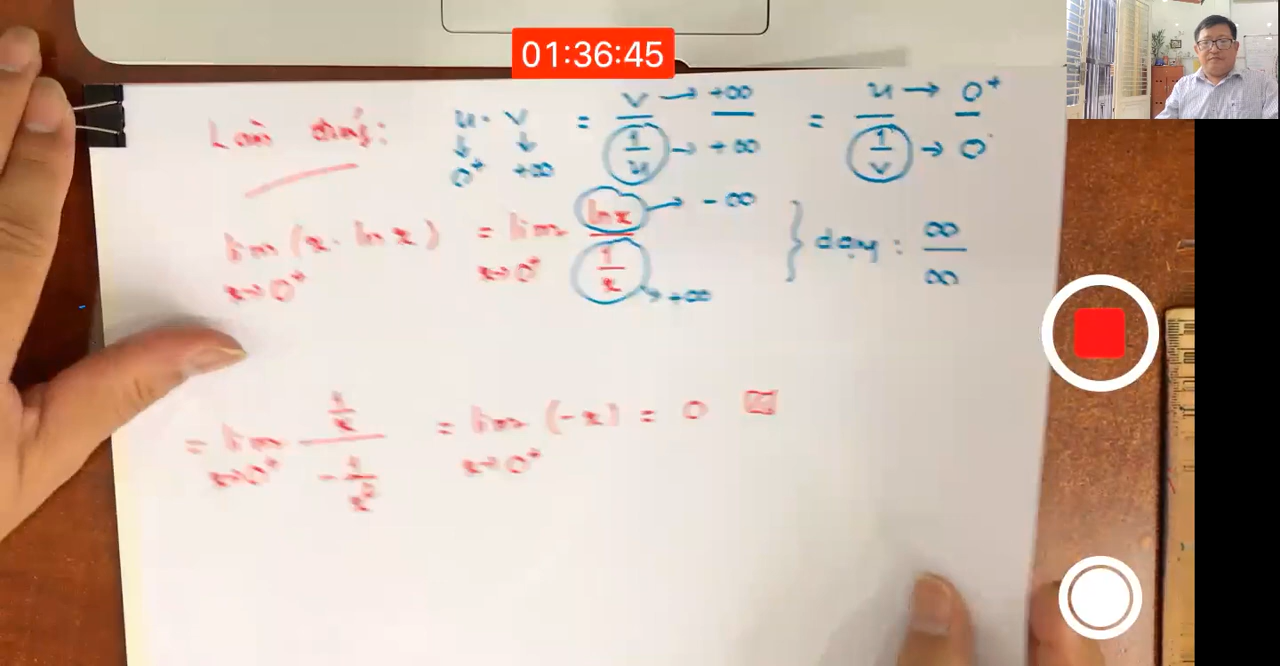 01:36:45
Làm đúng: u · v = v → +∞ / (1/u) → +∞ = u → 0⁺ / (1/v) → 0
↓ ↓
0⁺ +∞
lim (x · ln x) = lim ln x → -∞ / (1/x) → +∞ } dạng: ∞/∞
x→0⁺ x→0⁺
= lim (1/x) / (-1/x²) = lim (-x) = 0
x→0⁺ x→0⁺